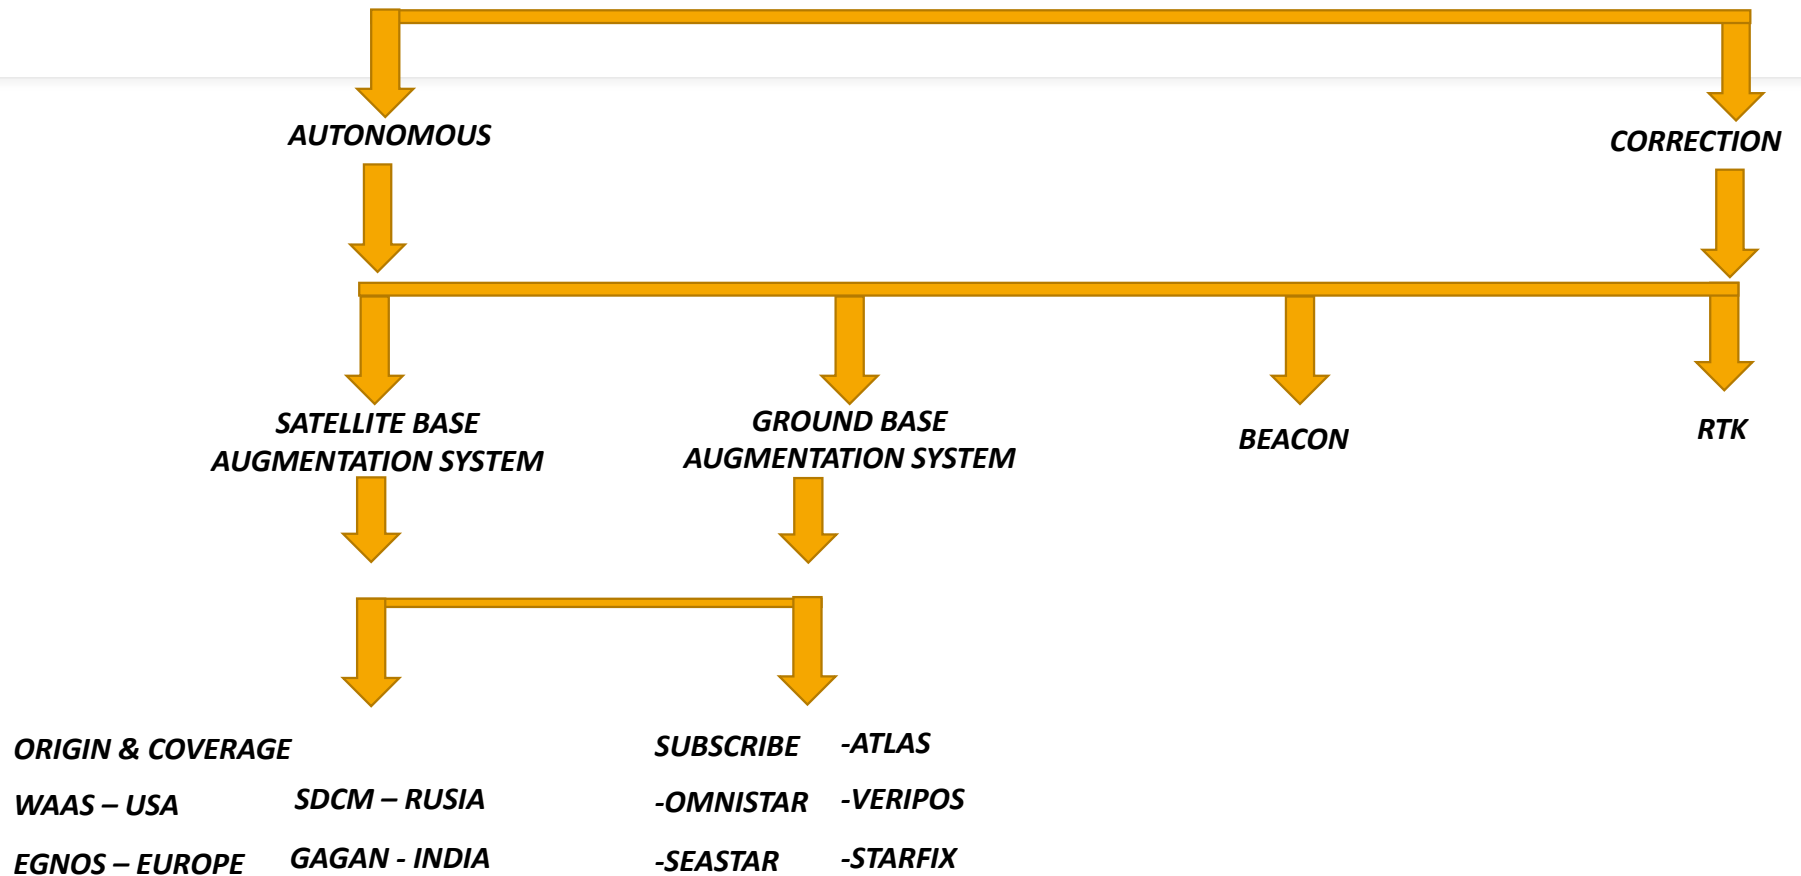 AUTONOMOUS
CORRECTION
SATELLITE BASE
AUGMENTATION SYSTEM
GROUND BASE
AUGMENTATION SYSTEM
BEACON
RTK
ORIGIN & COVERAGE
WAAS – USA
SDCM – RUSIA
EGNOS – EUROPE
GAGAN - INDIA
SUBSCRIBE
-ATLAS
-OMNISTAR
-VERIPOS
-SEASTAR
-STARFIX